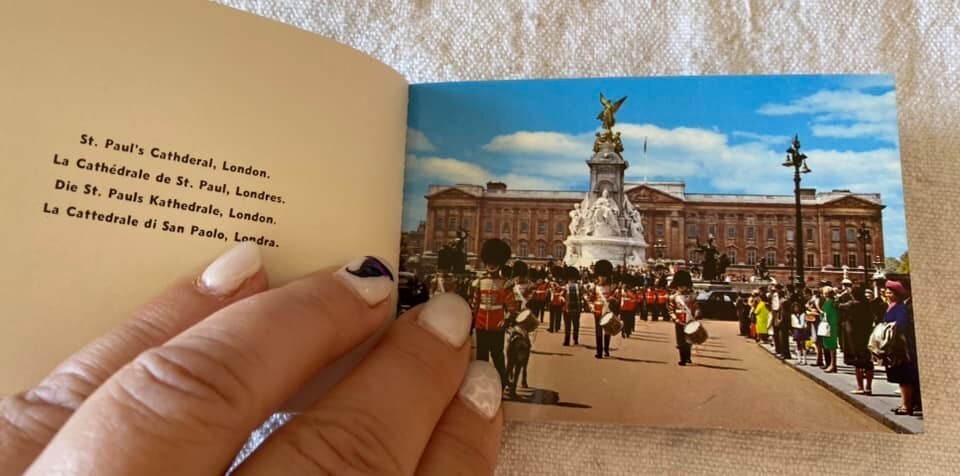 St. Paul's Cathderal, London.
La Cathédrale de St. Paul, Londres.
Die St. Pauls Kathedrale, London.
La Cattedrale di San Paolo, Londra.